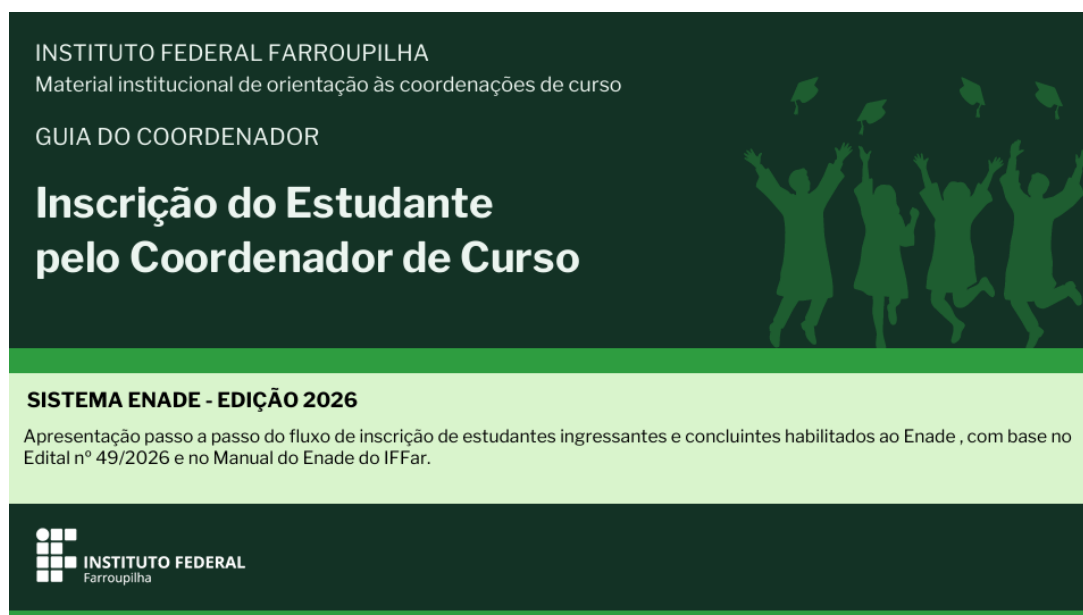 INSTITUTO FEDERAL FARROUPILHA
Material institucional de orientação às coordenações de curso
GUIA DO COORDENADOR
Inscrição do Estudante
pelo Coordenador de Curso
SISTEMA ENADE - EDIÇÃO 2026
Apresentação passo a passo do fluxo de inscrição de estudantes ingressantes e concluintes habilitados ao Enade , com base no
Edital nº 49/2026 e no Manual do Enade do IFFar.
INSTITUTO FEDERAL
Farroupilha